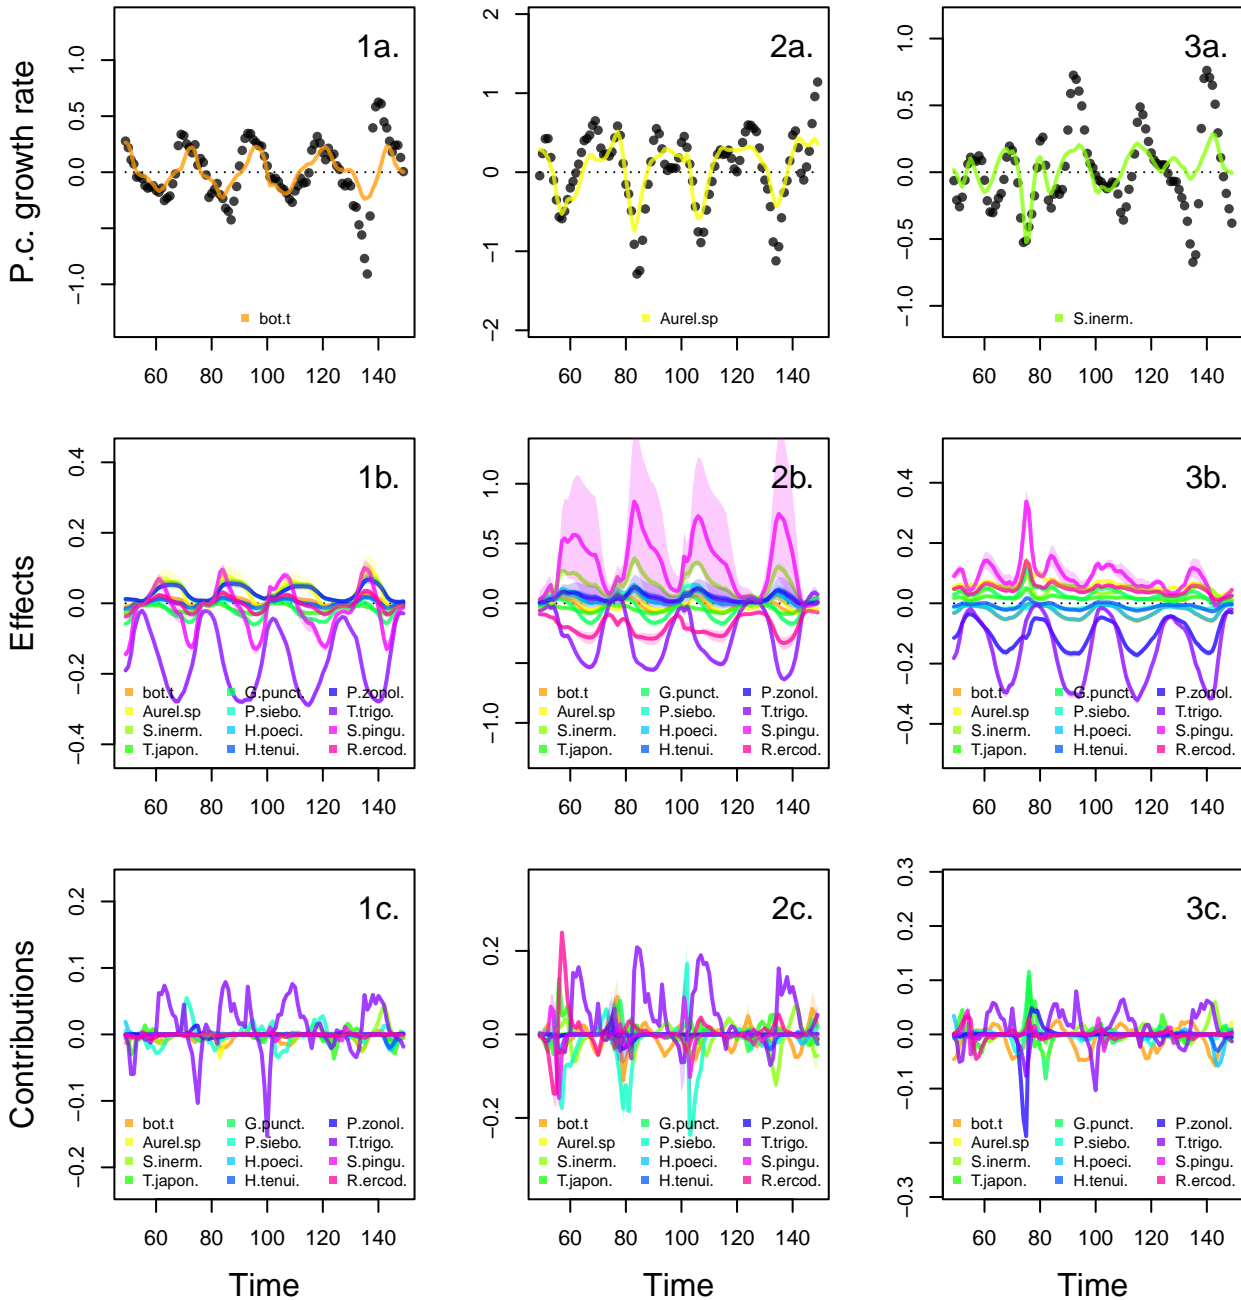 1a. 2a. 3a.
P.c. growth rate
1.0 0.5 0.0 −1.0
2 1 0 −1 −2
1.0 0.5 0.0 −0.5 −1.0
bot.t
Aurel.sp
S.inerm.
60 80 100 120 140
60 80 100 120 140
60 80 100 120 140
1b. 2b. 3b.
Effects
0.4 0.2 0.0 −0.2 −0.4
1.0 0.5 0.0 −1.0
0.4 0.2 0.0 −0.2 −0.4
bot.t G.punct. P.zonol.
Aurel.sp P.siebo. T.trigo.
S.inerm. H.poeci. S.pingu.
T.japon. H.tenui. R.ercod.
bot.t G.punct. P.zonol.
Aurel.sp P.siebo. T.trigo.
S.inerm. H.poeci. S.pingu.
T.japon. H.tenui. R.ercod.
bot.t G.punct. P.zonol.
Aurel.sp P.siebo. T.trigo.
S.inerm. H.poeci. S.pingu.
T.japon. H.tenui. R.ercod.
60 80 100 120 140
60 80 100 120 140
60 80 100 120 140
1c. 2c. 3c.
Contributions
0.2 0.1 0.0 −0.1 −0.2
0.2 0.0 −0.2
0.3 0.2 0.1 0.0 −0.1 −0.3
bot.t G.punct. P.zonol.
Aurel.sp P.siebo. T.trigo.
S.inerm. H.poeci. S.pingu.
T.japon. H.tenui. R.ercod.
bot.t G.punct. P.zonol.
Aurel.sp P.siebo. T.trigo.
S.inerm. H.poeci. S.pingu.
T.japon. H.tenui. R.ercod.
bot.t G.punct. P.zonol.
Aurel.sp P.siebo. T.trigo.
S.inerm. H.poeci. S.pingu.
T.japon. H.tenui. R.ercod.
60 80 100 120 140
60 80 100 120 140
60 80 100 120 140
Time Time Time